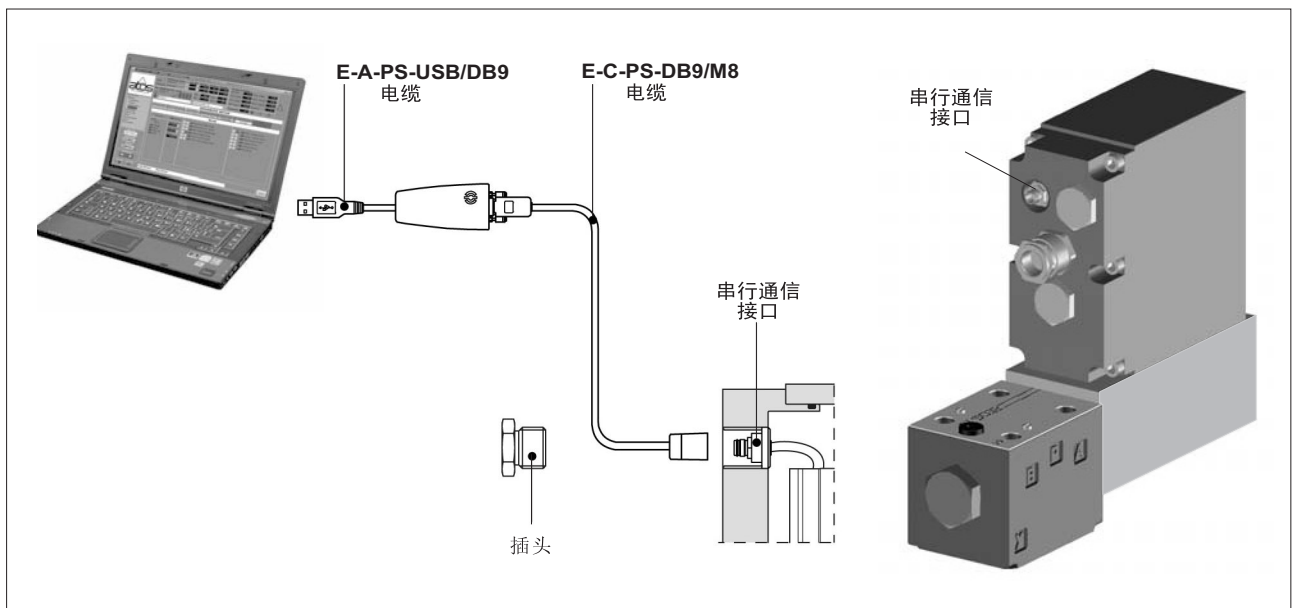 E-A-PS-USB/DB9
电缆
E-C-PS-DB9/M8
电缆
串行通信
接口
串行通信
接口
插头
atos